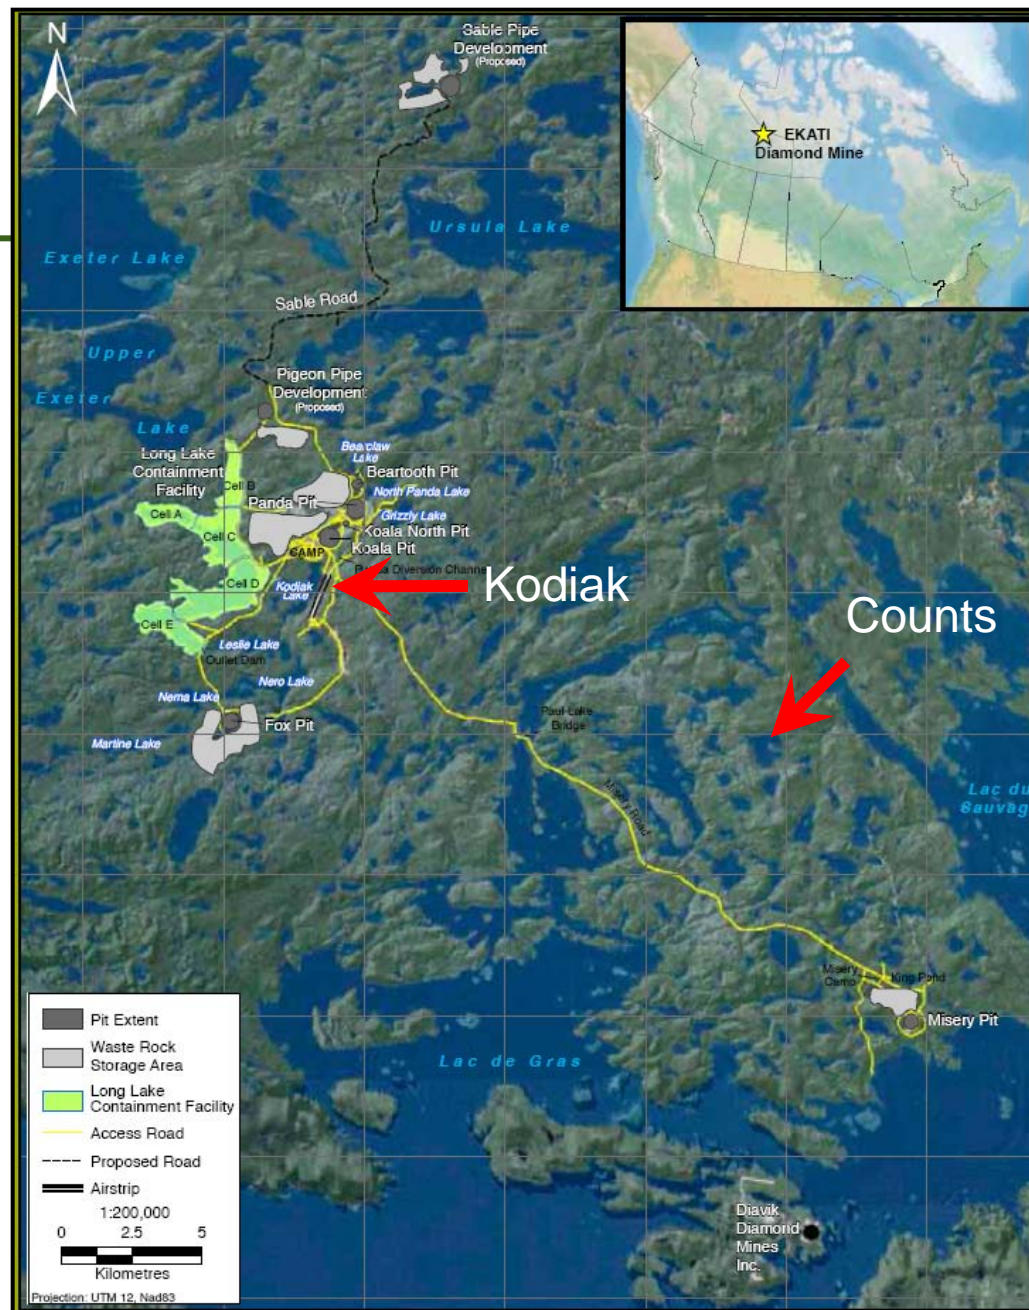 N
Sable Pipe
Development
(Proposed)
EKATI
Diamond Mine
Ursula Lake
Exeter Lake
Sable Road
Upper
Exeter
Lake
Pigeon Pipe
Development
(Proposed)
Long Lake
Containment
Facility
Bearclaw
Lake
Beartooth Pit
Cell B
North Panda Lake
Panda Pit
Cell A
Grizzly Lake
Cell C
Koala North Pit
Koala Pit
CAMP
Diversion Channel
Cell D
Kodiak
Lake
Kodiak
Counts
Cell E
Leslie Lake
Outlet Dam
Nero Lake
Nema Lake
Fox Pit
Martine Lake
Paul Lake
Bridge
Lac du
Sauvag
Misery Road
Misery
Camp
King Pond
Misery Pit
Lac de Gras
Pit Extent
Waste Rock
Storage Area
Long Lake
Containment Facility
Access Road
Proposed Road
Airstrip
1:200,000
0 2.5 5
Kilometres
Projection: UTM 12, Nad83
Diavik
Diamond
Mines
Inc.